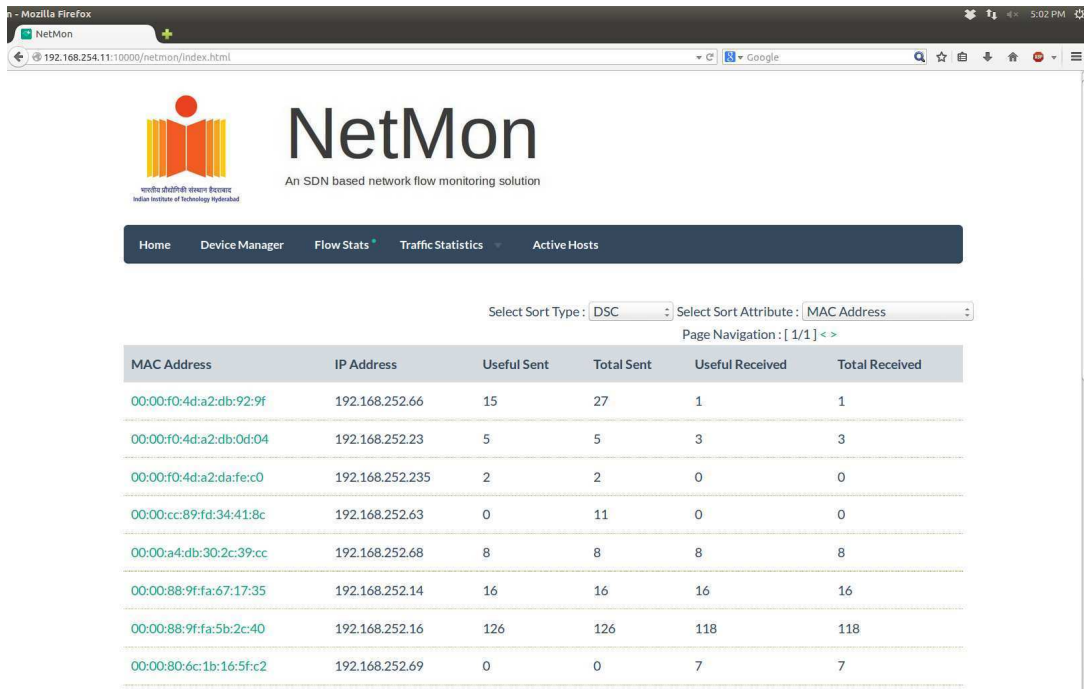 n - Mozilla Firefox
5:02 PM
NetMon
192.168.254.11:10000/netmon/index.html
Google
NetMon
An SDN based network flow monitoring solution
भारतीय प्रौद्योगिकी संस्थान हैदराबाद
Indian Institute of Technology Hyderabad
Home Device Manager Flow Stats Traffic Statistics Active Hosts
Select Sort Type : DSC Select Sort Attribute : MAC Address
Page Navigation : [ 1/1 ] < >
MAC Address IP Address Useful Sent Total Sent Useful Received Total Received
00:00:f0:4d:a2:db:92:9f 192.168.252.66 15 27 1 1
00:00:f0:4d:a2:db:0d:04 192.168.252.23 5 5 3 3
00:00:f0:4d:a2:da:fe:c0 192.168.252.235 2 2 0 0
00:00:cc:89:fd:34:41:8c 192.168.252.63 0 11 0 0
00:00:a4:db:30:2c:39:cc 192.168.252.68 8 8 8 8
00:00:88:9f:fa:67:17:35 192.168.252.14 16 16 16 16
00:00:88:9f:fa:5b:2c:40 192.168.252.16 126 126 118 118
00:00:80:6c:1b:16:5f:c2 192.168.252.69 0 0 7 7